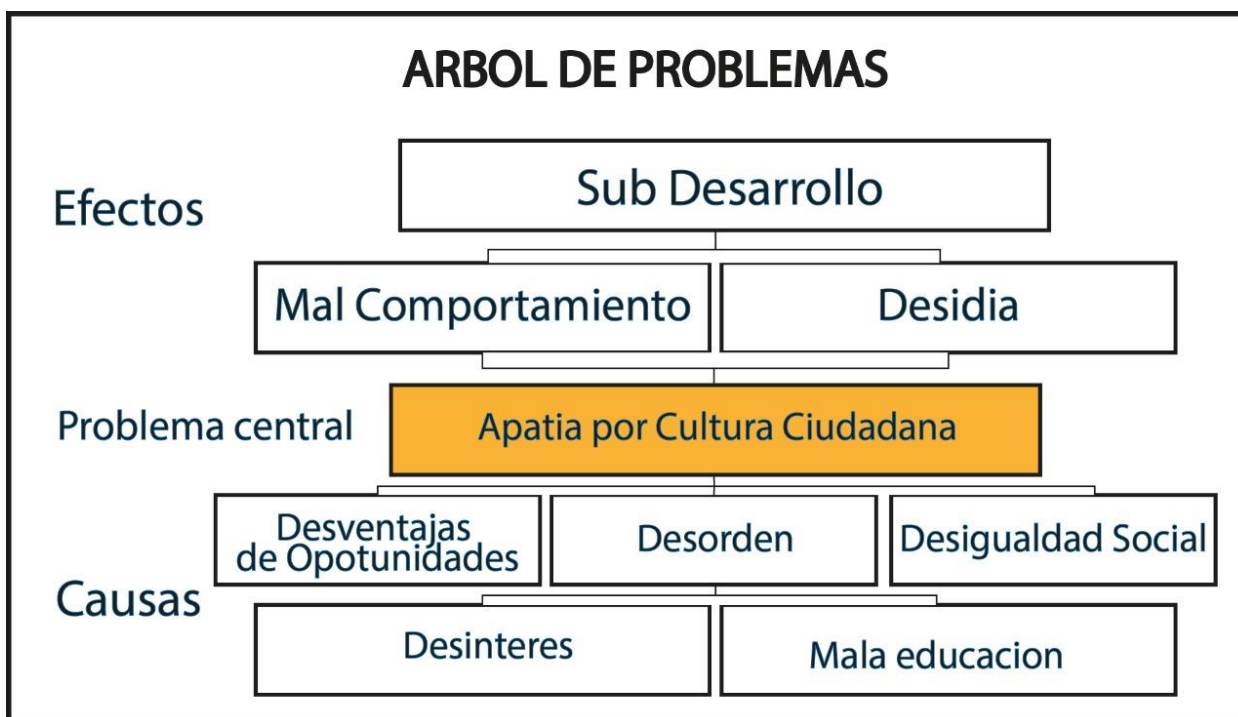 ARBOL DE PROBLEMAS
Efectos
Sub Desarrollo
Mal Comportamiento
Desidia
Problema central
Apatia por Cultura Ciudadana
Causas
Desventajas
de Opotunidades
Desorden
Desigualdad Social
Desinteres
Mala educacion